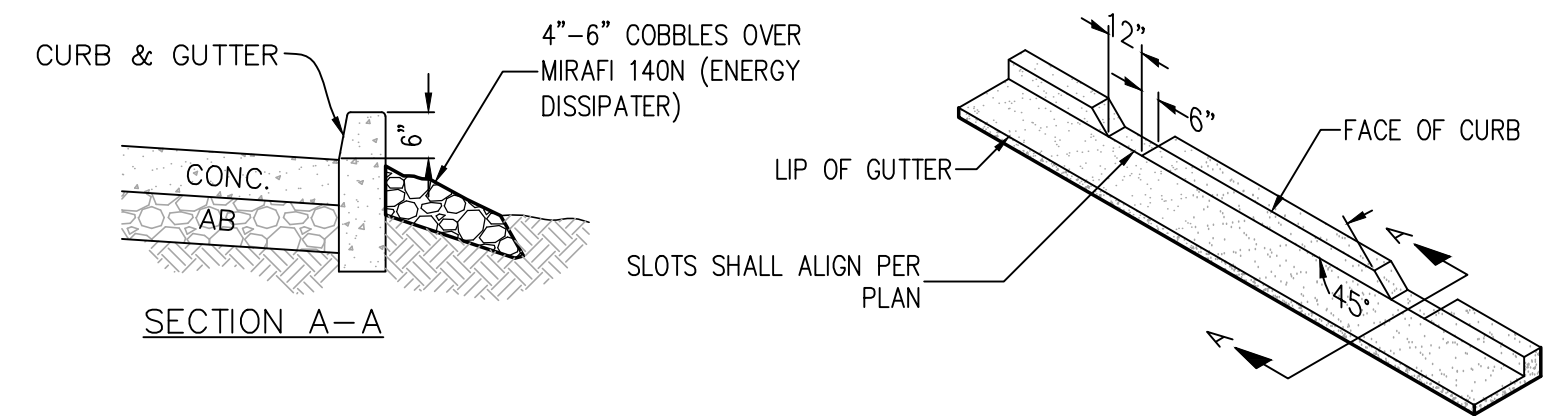 CURB & GUTTER
4"-6" COBBLES OVER
MIRAFI 140N (ENERGY
DISSIPATER)
6"
CONC.
AB
SECTION A-A
12"
6"
FACE OF CURB
LIP OF GUTTER
SLOTS SHALL ALIGN PER
PLAN
45°
A
A